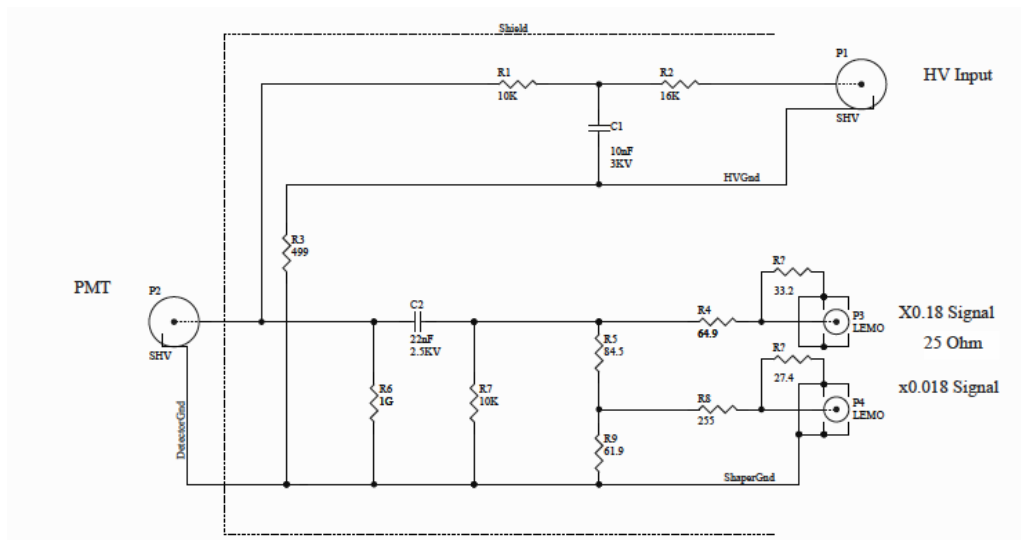 Shield
P1
HV Input
R1
10K
R2
16K
SHV
C1
10nF
3KV
HVGnd
R3
499
PMT
P2
SHV
C2
22nF
2.5KV
R4
64.9
R?
33.2
P3
LEMO
X0.18 Signal
25 Ohm
R5
84.5
R?
27.4
x0.018 Signal
R6
1G
R7
10K
R8
255
P4
LEMO
R9
61.9
DetectorGnd
ShaperGnd